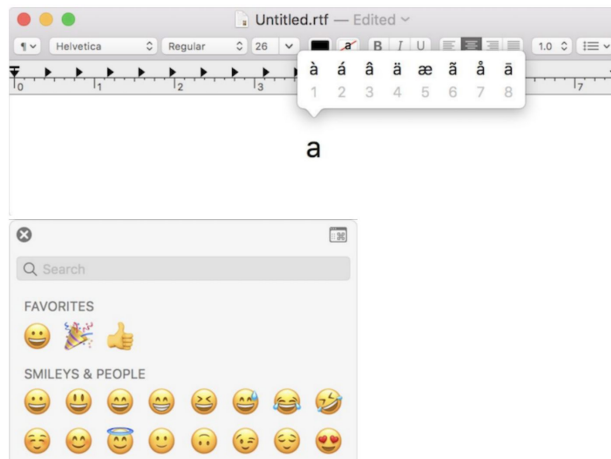 Untitled.rtf — Edited
¶ Helvetica Regular 26 a B I U 1.0
0 1 2 3 7
à á â ä æ ã å ā
1 2 3 4 5 6 7 8
a
Search
FAVORITES
SMILEYS & PEOPLE